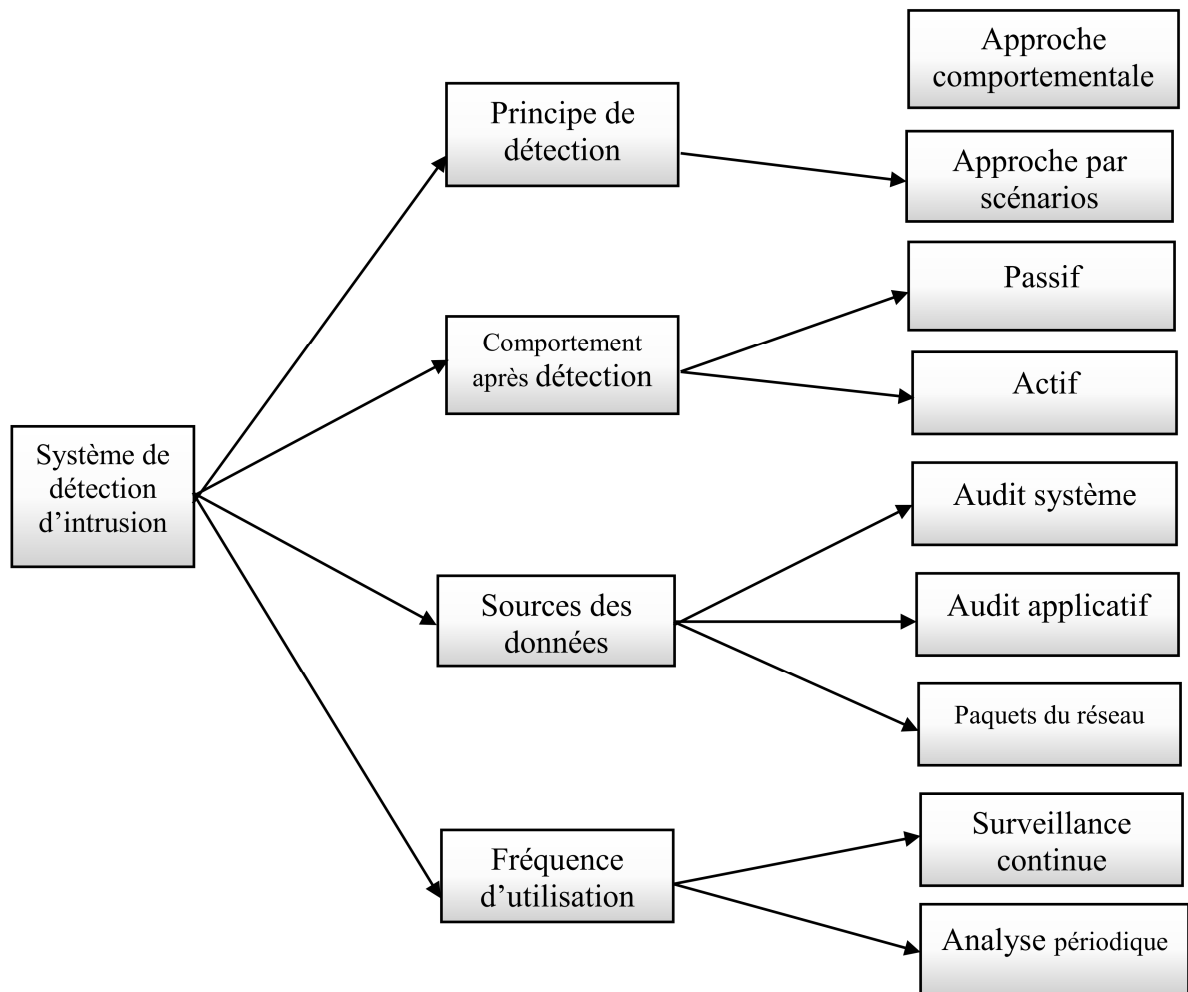 Approche
comportementale
Principe de
détection
Approche par
scénarios
Passif
Comportement
après détection
Actif
Système de
détection
d’intrusion
Audit système
Sources des
données
Audit applicatif
Paquets du réseau
Surveillance
continue
Fréquence
d’utilisation
Analyse périodique